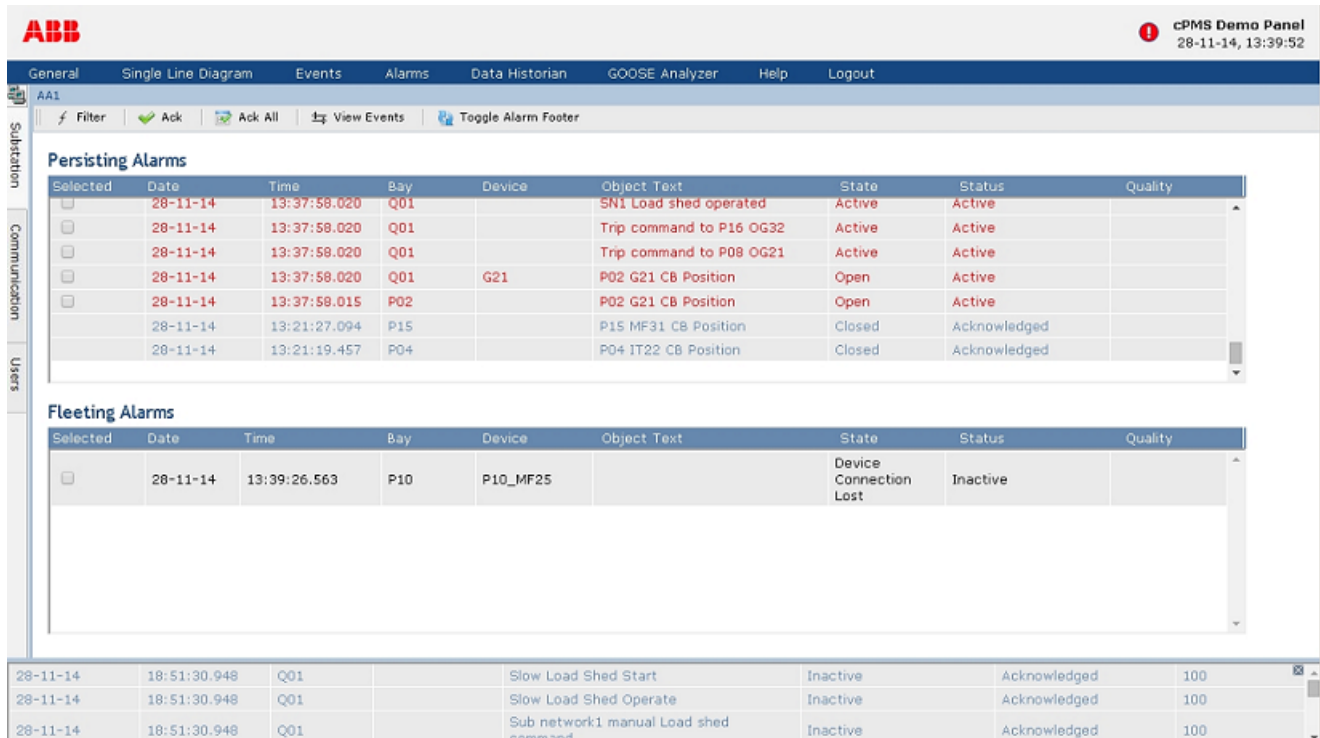 ABB
cPMS Demo Panel
28-11-14, 13:39:52
General Single Line Diagram Events Alarms Data Historian GOOSE Analyzer Help Logout
AA1
Filter Ack Ack All View Events Toggle Alarm Footer
Substation
Communication
Users
Persisting Alarms
Selected Date Time Bay Device Object Text State Status Quality
28-11-14 13:37:58.020 Q01 SN1 Load shed operated Active Active
28-11-14 13:37:58.020 Q01 Trip command to P16 OG32 Active Active
28-11-14 13:37:58.020 Q01 Trip command to P08 OG21 Active Active
28-11-14 13:37:58.020 Q01 G21 P02 G21 CB Position Open Active
28-11-14 13:37:58.015 P02 P02 G21 CB Position Open Active
28-11-14 13:21:27.094 P15 P15 MF31 CB Position Closed Acknowledged
28-11-14 13:21:19.457 P04 P04 IT22 CB Position Closed Acknowledged
Fleeting Alarms
Selected Date Time Bay Device Object Text State Status Quality
Device
28-11-14 13:39:26.563 P10 P10_MF25 Connection Inactive
Lost
28-11-14 18:51:30.948 Q01 Slow Load Shed Start Inactive Acknowledged 100
28-11-14 18:51:30.948 Q01 Slow Load Shed Operate Inactive Acknowledged 100
Sub network1 manual Load shed
28-11-14 18:51:30.948 Q01 Inactive Acknowledged 100